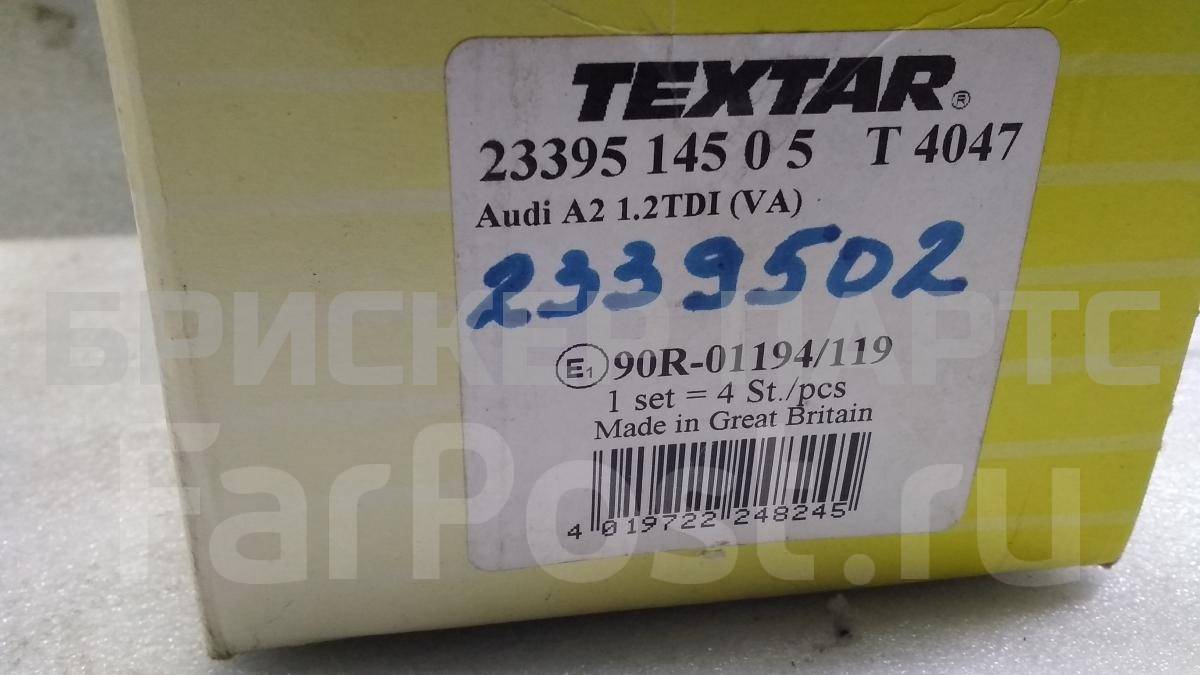 TEXTAR®
23395 145 0 5 T 4047
Audi A2 1.2TDI (VA)
2339502
E1 90R-01194/119
1 set = 4 St./pcs
Made in Great Britain
4 019722 248245
БРИСКЕР ПАРТС
FarPost.ru